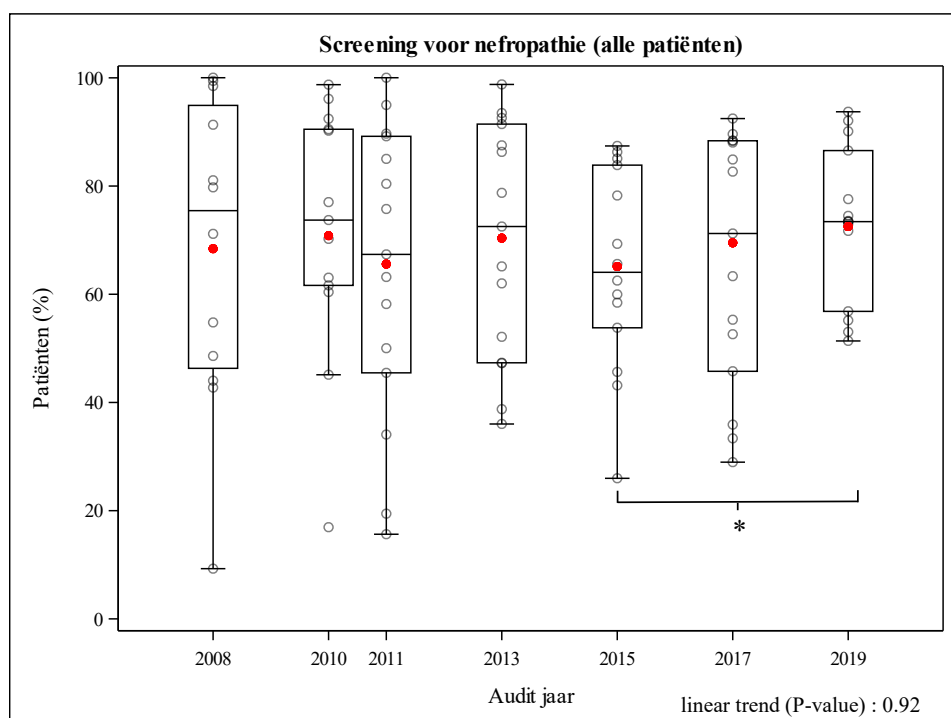 Screening voor nefropathie (alle patiënten)
100
80
60
40
20
0
Patiënten (%)
*
2008 2010 2011 2013 2015 2017 2019
Audit jaar
linear trend (P-value) : 0.92